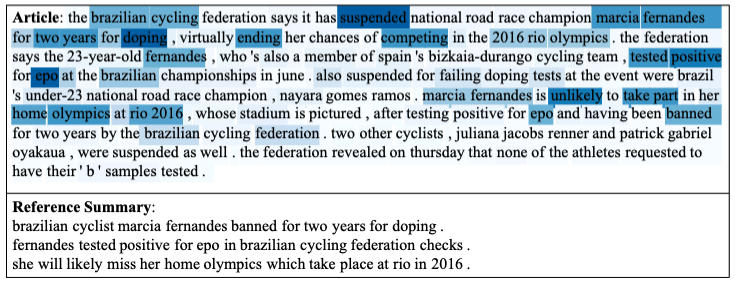 Article: the brazilian cycling federation says it has suspended national road race champion marcia fernandes
for two years for doping , virtually ending her chances of competing in the 2016 rio olympics . the federation
says the 23-year-old fernandes , who 's also a member of spain 's bizkaia-durango cycling team , tested positive
for epo at the brazilian championships in june . also suspended for failing doping tests at the event were brazil
's under-23 national road race champion , nayara gomes ramos . marcia fernandes is unlikely to take part in her
home olympics at rio 2016 , whose stadium is pictured , after testing positive for epo and having been banned
for two years by the brazilian cycling federation . two other cyclists , juliana jacobs renner and patrick gabriel
oyakaua , were suspended as well . the federation revealed on thursday that none of the athletes requested to
have their ' b ' samples tested .
Reference Summary:
brazilian cyclist marcia fernandes banned for two years for doping .
fernandes tested positive for epo in brazilian cycling federation checks .
she will likely miss her home olympics which take place at rio in 2016 .